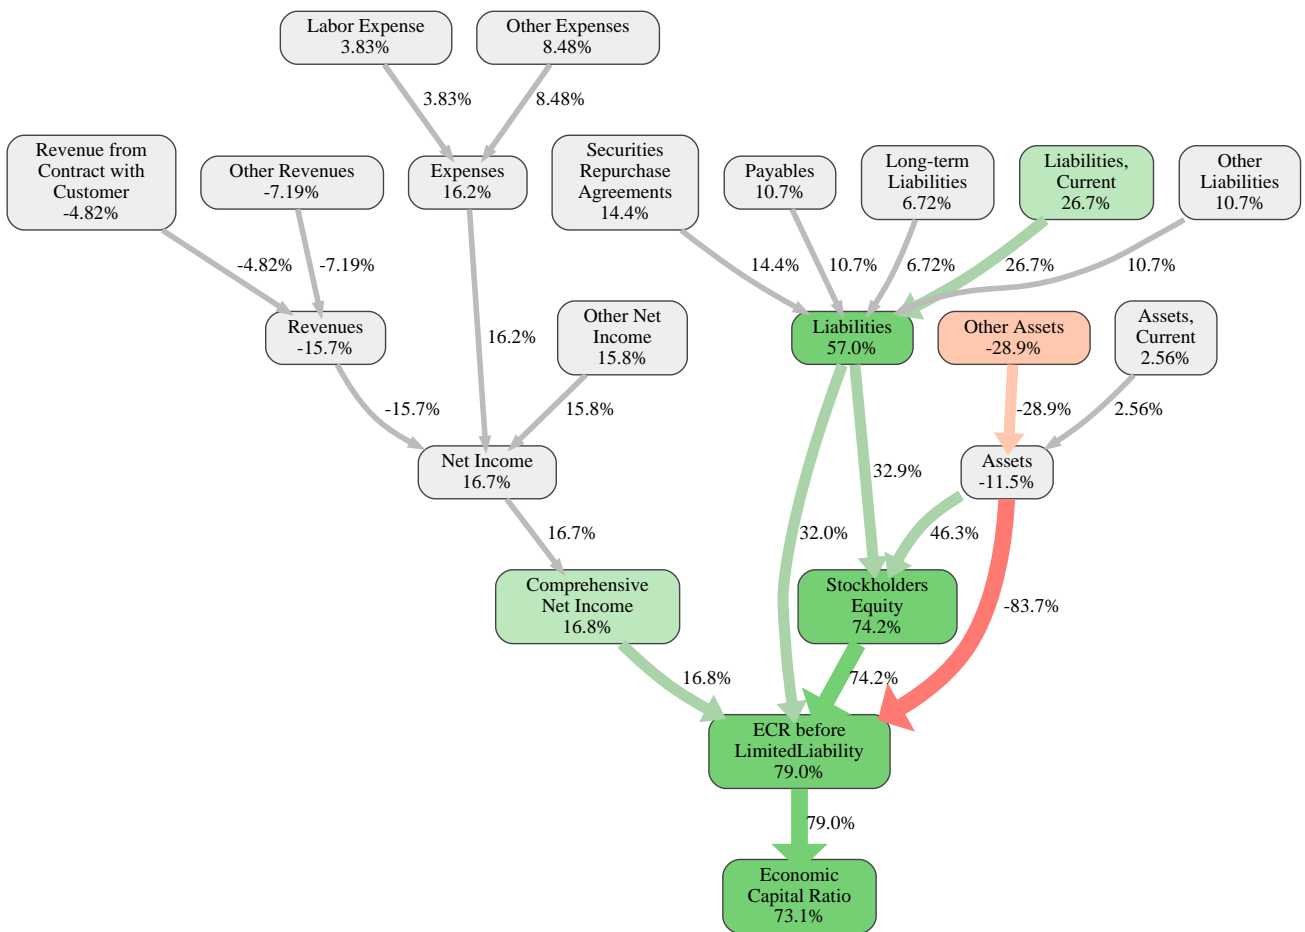 Labor Expense
3.83%
Other Expenses
8.48%
3.83%
8.48%
Revenue from
Contract with
Customer
-4.82%
Other Revenues
-7.19%
Expenses
16.2%
Securities
Repurchase
Agreements
14.4%
Payables
10.7%
Long-term
Liabilities
6.72%
Liabilities,
Current
26.7%
Other
Liabilities
10.7%
-4.82%
-7.19%
14.4%
10.7%
6.72%
26.7%
10.7%
Revenues
-15.7%
16.2%
Other Net
Income
15.8%
Liabilities
57.0%
Other Assets
-28.9%
Assets,
Current
2.56%
-15.7%
15.8%
-28.9%
2.56%
Net Income
16.7%
32.9%
Assets
-11.5%
16.7%
32.0%
46.3%
Comprehensive
Net Income
16.8%
Stockholders
Equity
74.2%
-83.7%
16.8%
74.2%
ECR before
LimitedLiability
79.0%
79.0%
Economic
Capital Ratio
73.1%